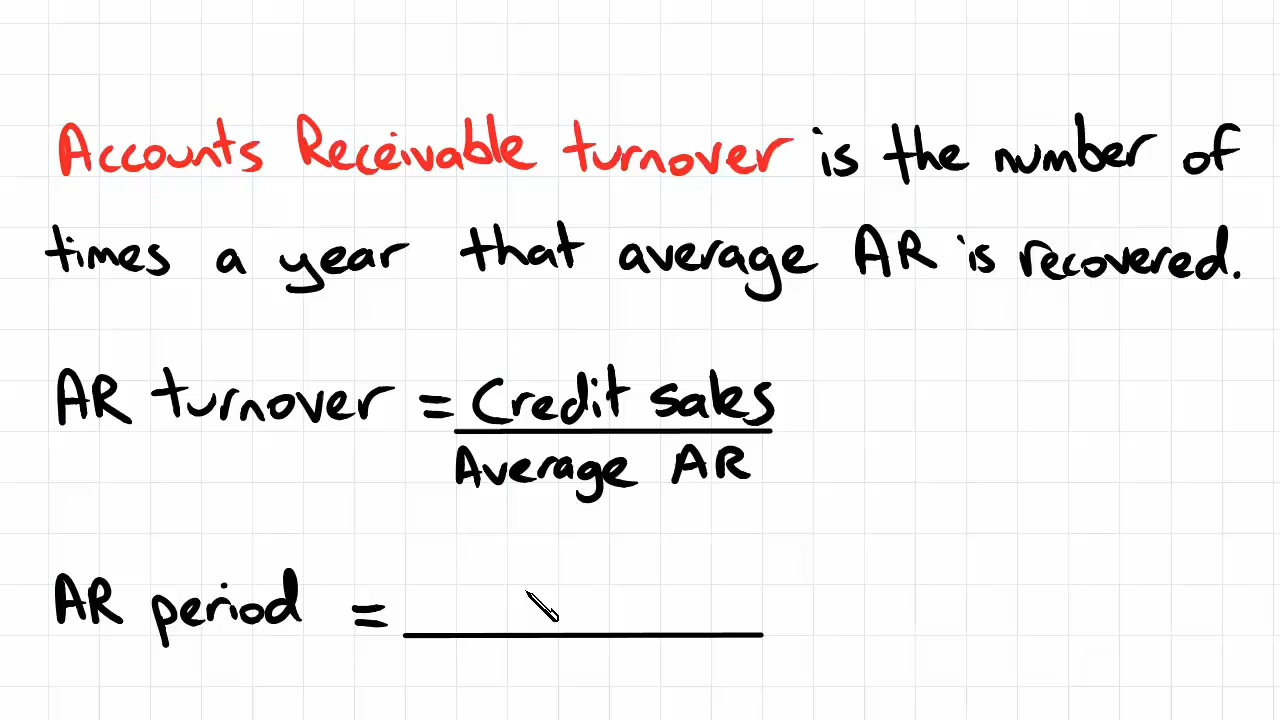 Accounts Receivable turnover is the number of
times a year that average AR is recovered.
AR turnover = Credit sales
Average AR
AR period =